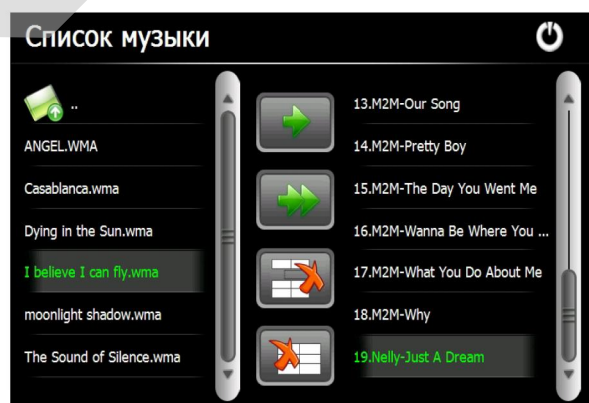 Список музыки
..
ANGEL.WMA
Casablanca.wma
Dying in the Sun.wma
I believe I can fly.wma
moonlight shadow.wma
The Sound of Silence.wma
13.M2M-Our Song
14.M2M-Pretty Boy
15.M2M-The Day You Went Me
16.M2M-Wanna Be Where You ...
17.M2M-What You Do About Me
18.M2M-Why
19.Nelly-Just A Dream